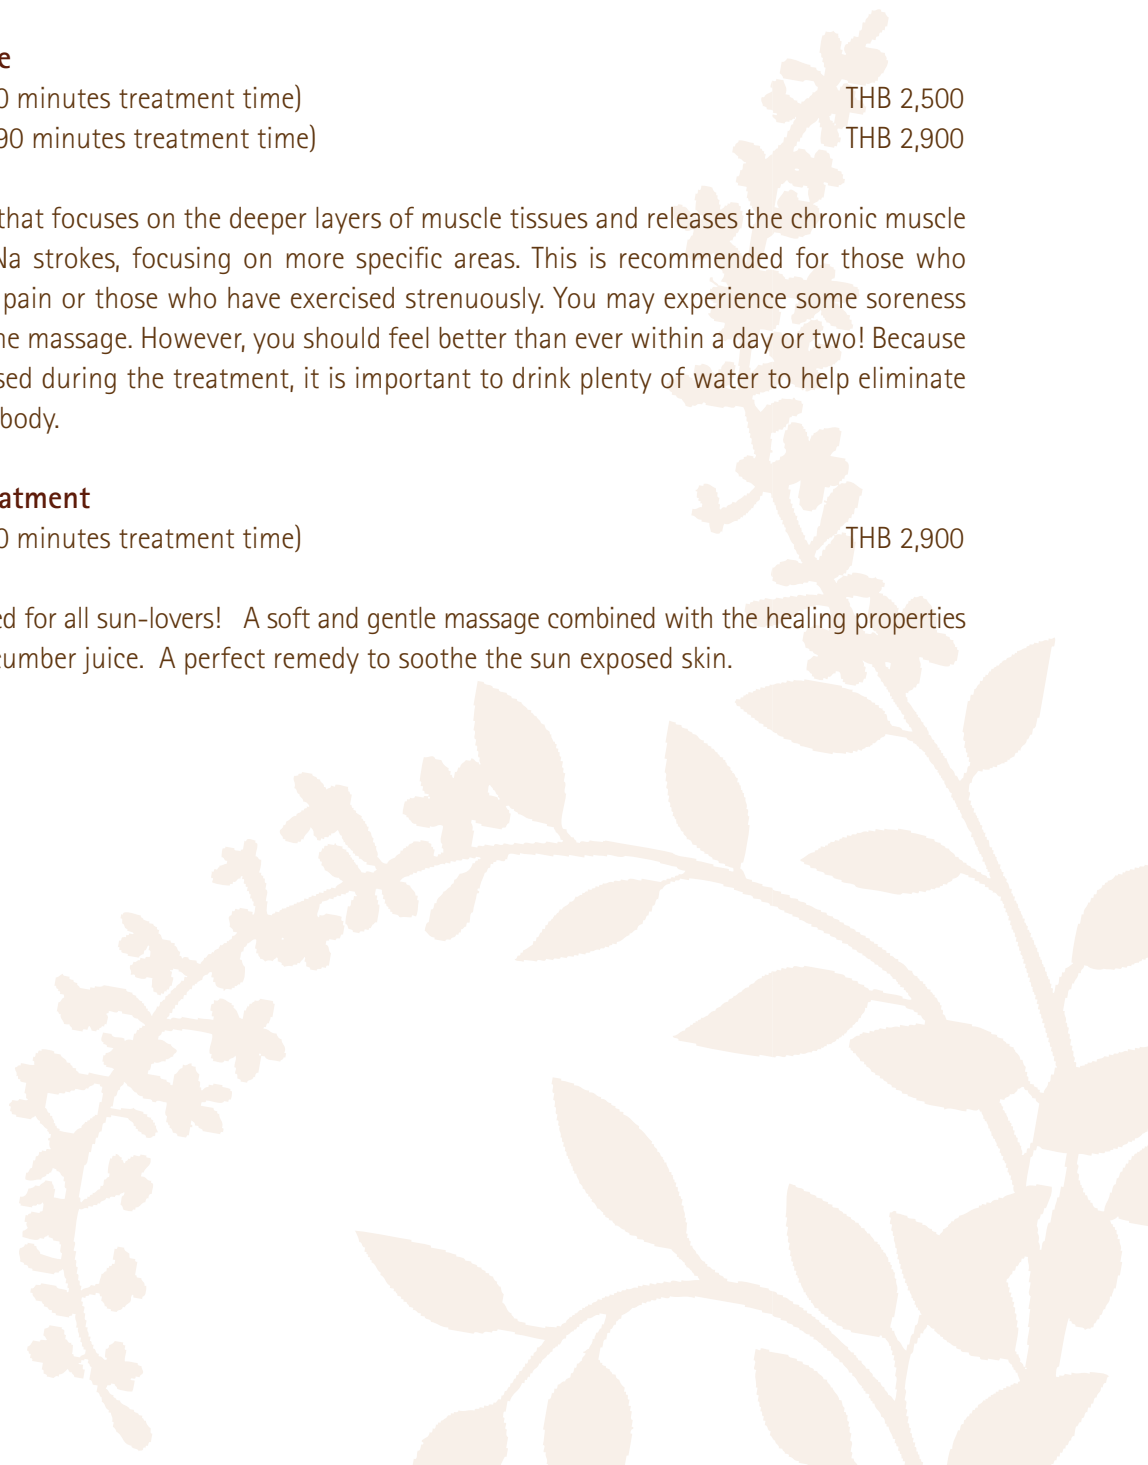 e
0 minutes treatment time) THB 2,500
90 minutes treatment time) THB 2,900
that focuses on the deeper layers of muscle tissues and releases the chronic muscle
Na strokes, focusing on more specific areas. This is recommended for those who
pain or those who have exercised strenuously. You may experience some soreness
he massage. However, you should feel better than ever within a day or two! Because
sed during the treatment, it is important to drink plenty of water to help eliminate
body.
atment
0 minutes treatment time) THB 2,900
ed for all sun-lovers! A soft and gentle massage combined with the healing properties
cumber juice. A perfect remedy to soothe the sun exposed skin.